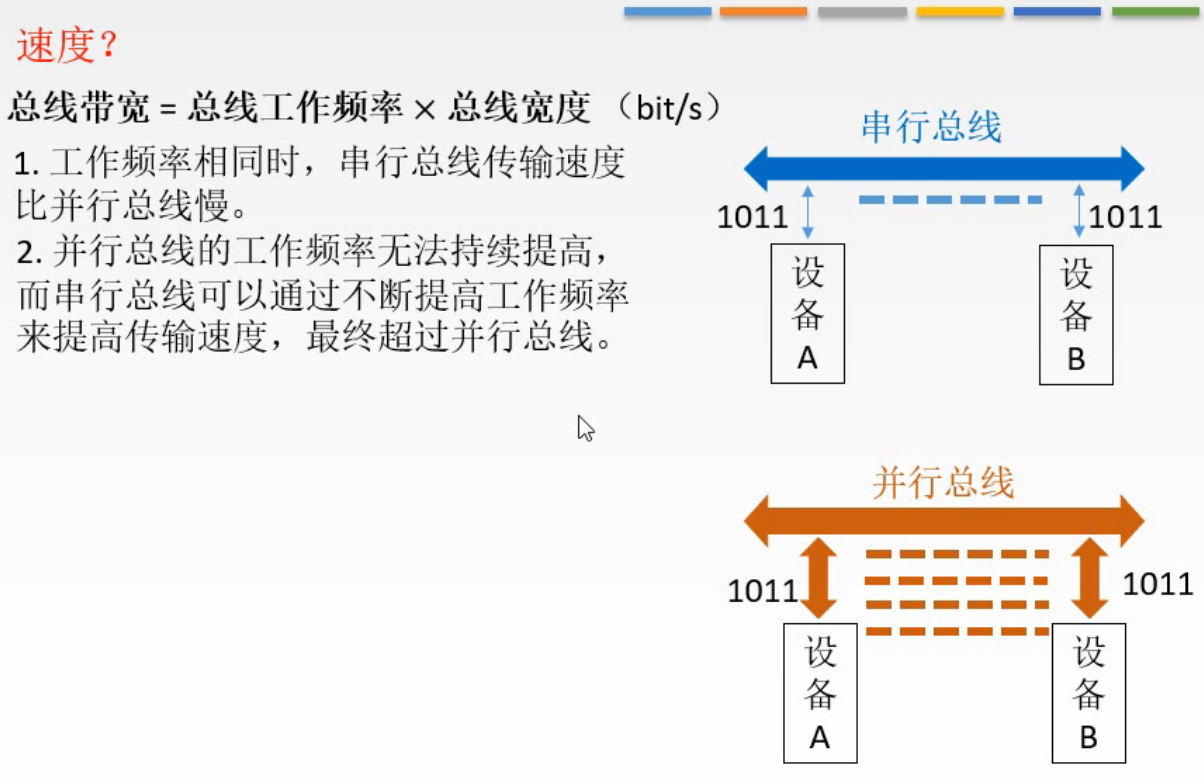 速度？
总线带宽 = 总线工作频率 × 总线宽度 （bit/s）
1. 工作频率相同时，串行总线传输速度
比并行总线慢。
2. 并行总线的工作频率无法持续提高，
而串行总线可以通过不断提高工作频率
来提高传输速度，最终超过并行总线。
串行总线
1011
1011
设
备
A
设
备
B
并行总线
1011
1011
设
备
A
设
备
B